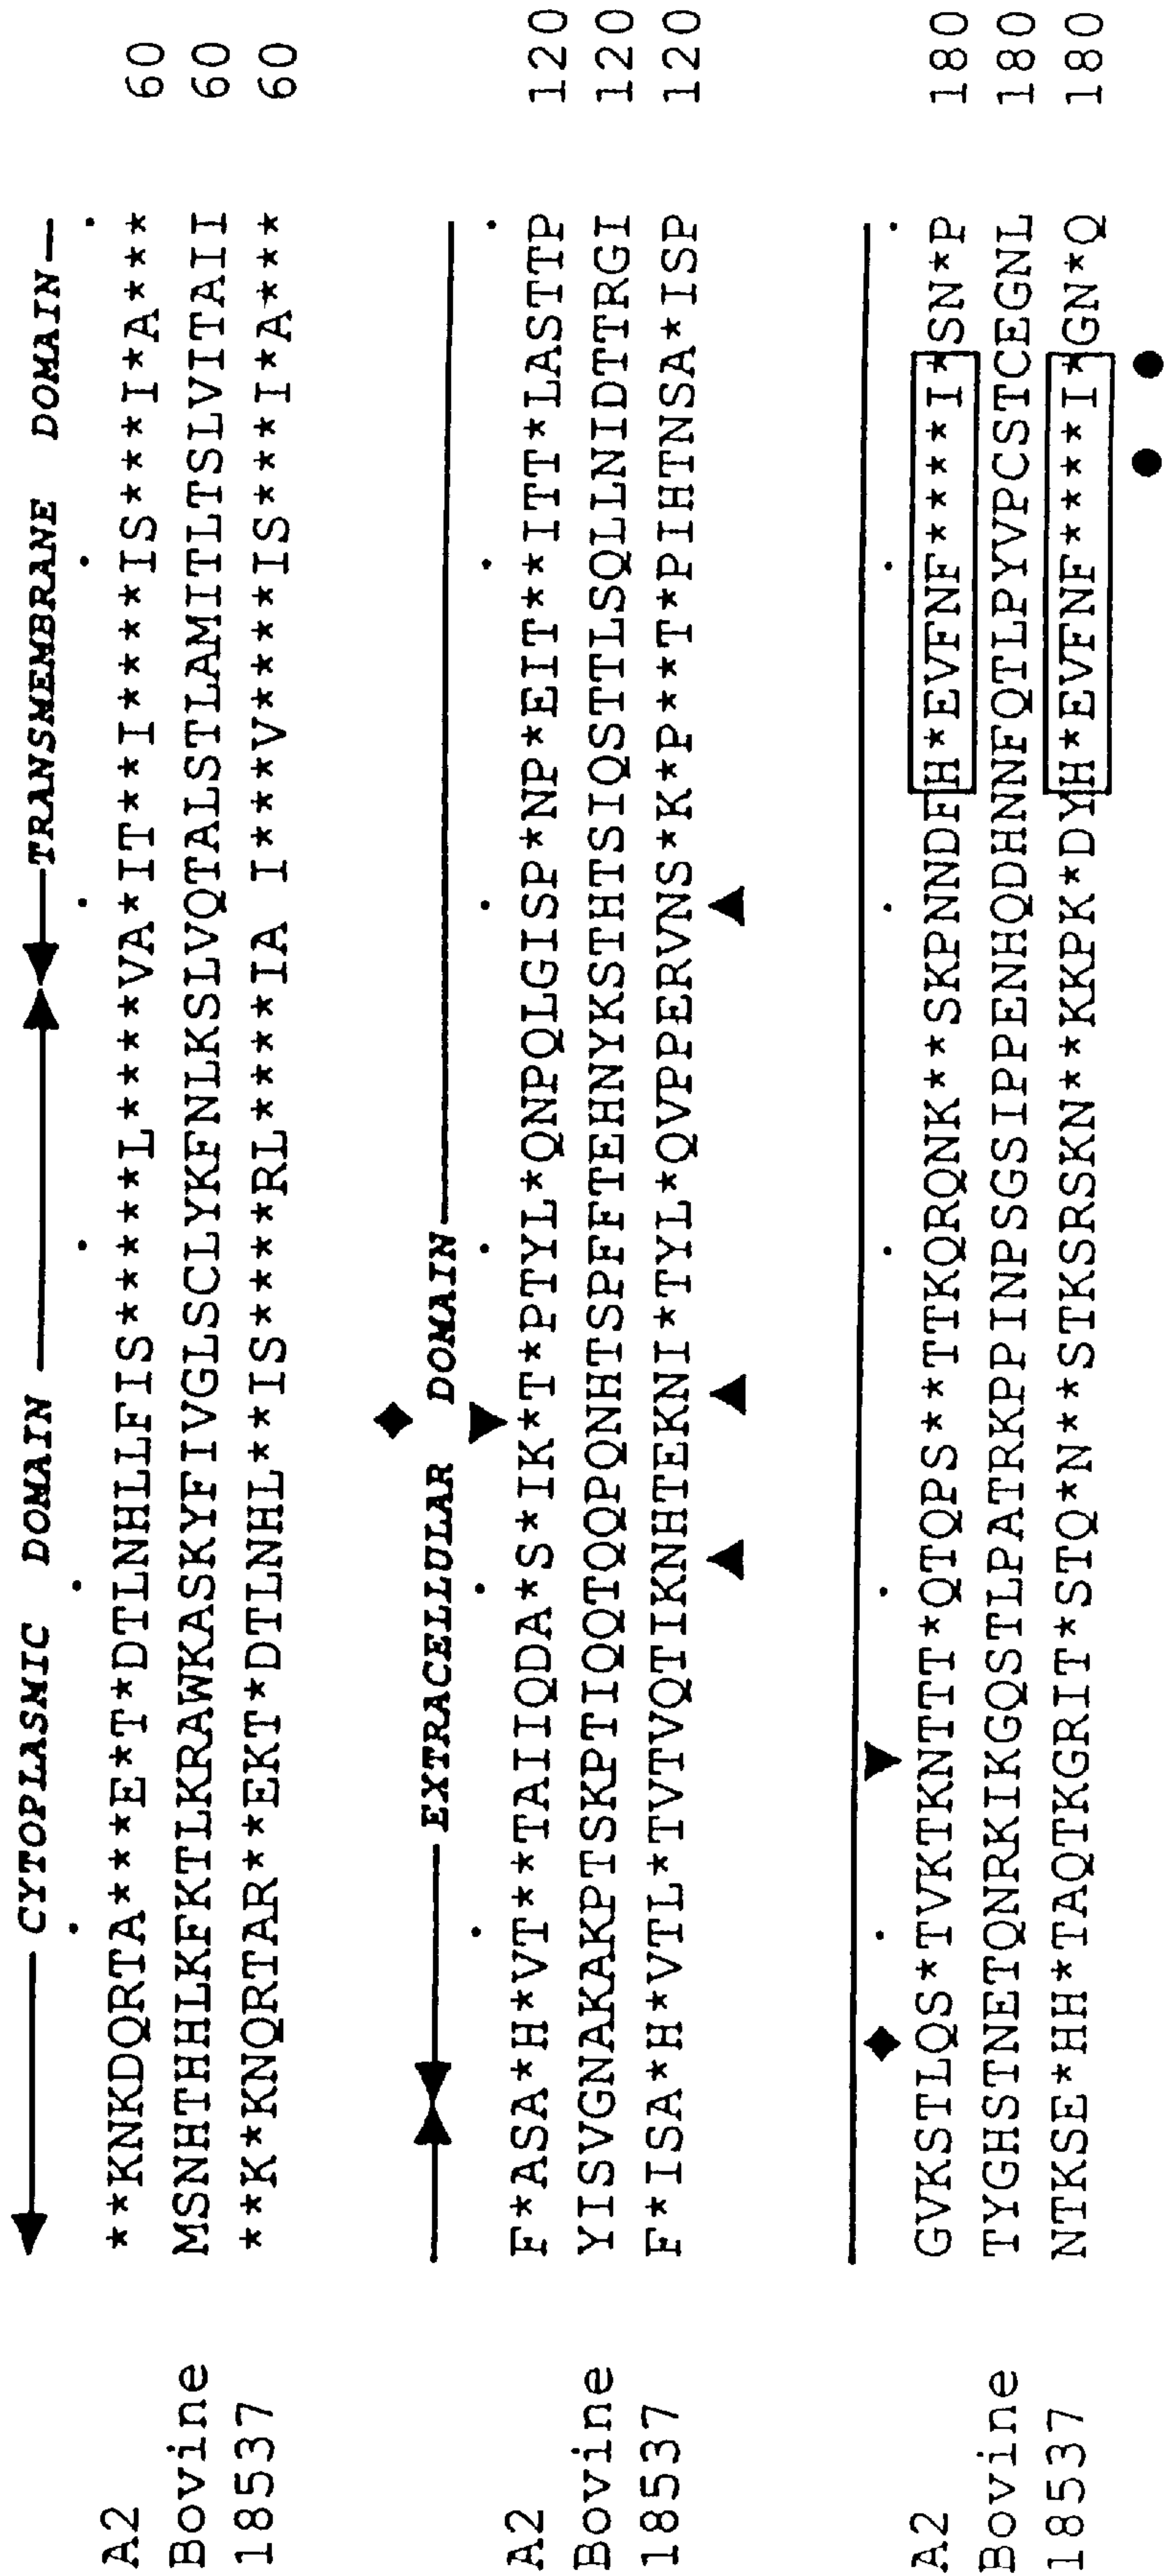 CYTOPLASMIC DOMAIN TRANSMEMBRANE DOMAIN
A2 **KNKDQRTA***E*T*DTLNHLLFIS******L****VA*IT**I****IS****I*A**** 60
Bovine MSNHTHHLKFKTLKRAWKASKYFIVGLSCLYKFNLKSLVQTALSTLAMITLTSLVITAII 60
18537 **K*KNQRTAR**EKT*DTLNHL**IS*****RL****IA I***V****IS****I*A**** 60
EXTRACELLULAR DOMAIN
A2 F*ASA*H*VT**TAIIQDA*S*IK*T*PTYL*QNPQLGISP*NP*EIT**ITT*LASTTP 120
Bovine YISVGNAKAKPTSKPTIQQTQQPQNHTSPFFTEHNYKSTHTSIQSTTLSQLLNIDTTRGI 120
18537 F*ISA*H*VTL*TVTVQTIKNHTEKNI*TYL*QVPPERVNS*K*P**T*PIHTNSA*ISP 120
A2 GVKSTLQS*TVKTKNTTT*QTQPS**TTKQRQNK**SKPNNDFH*EVFNF****I*SN*P 180
Bovine TYGHSTNETQNRKIKGQSTLPATRKPPINPSGSIPPENHQDHNNFQTLPYVPCSTCEGNL 180
18537 NTKSE*HH*TAQTKGRIT*STQ*N**STKSRSKN**KKPK*DYH*EVFNF****I*GN*Q 180